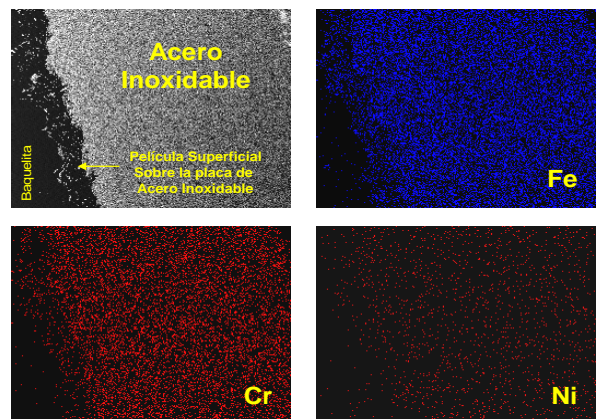 Acero
Inoxidable
Baquelita
Película Superficial
Sobre la placa de
Acero Inoxidable
Fe
Cr
Ni